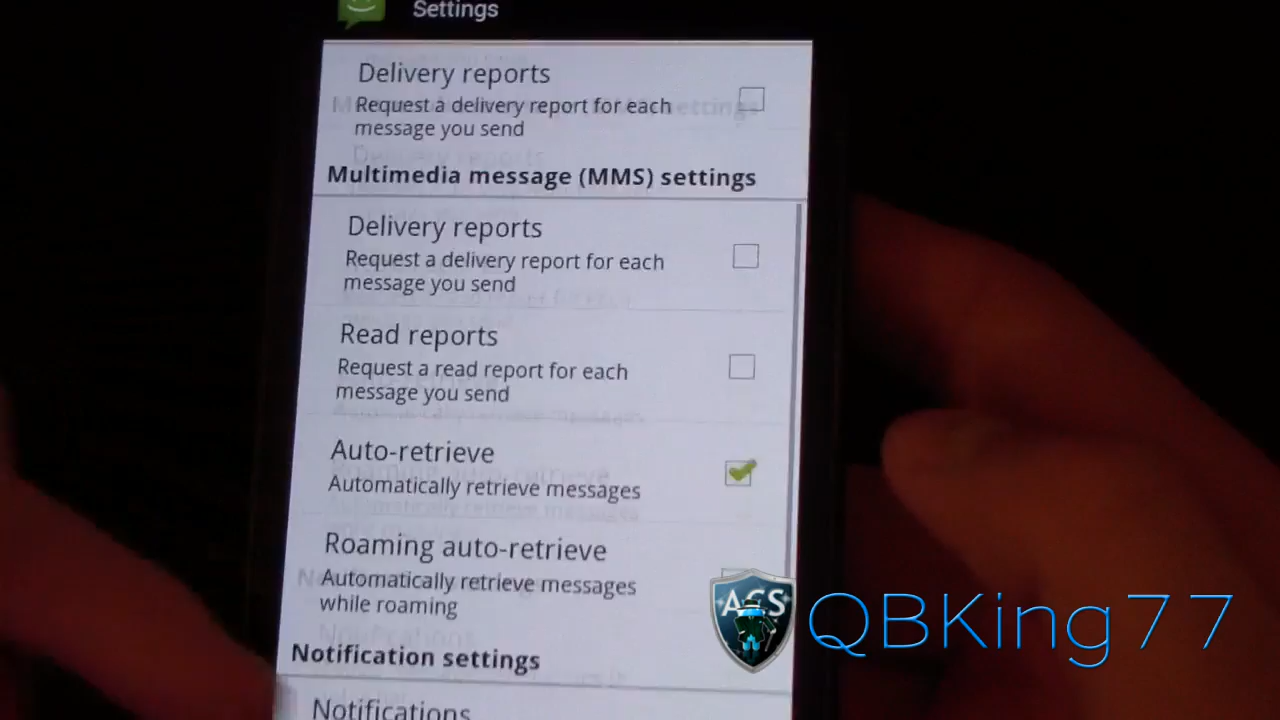 Settings
Delivery reports
Request a delivery report for each
message you send
Multimedia message (MMS) settings
Delivery reports
Request a delivery report for each
message you send
Read reports
Request a read report for each
message you send
Auto-retrieve
Automatically retrieve messages
Roaming auto-retrieve
Automatically retrieve messages
while roaming
Notification settings
Notifications
ACS
QBKing77